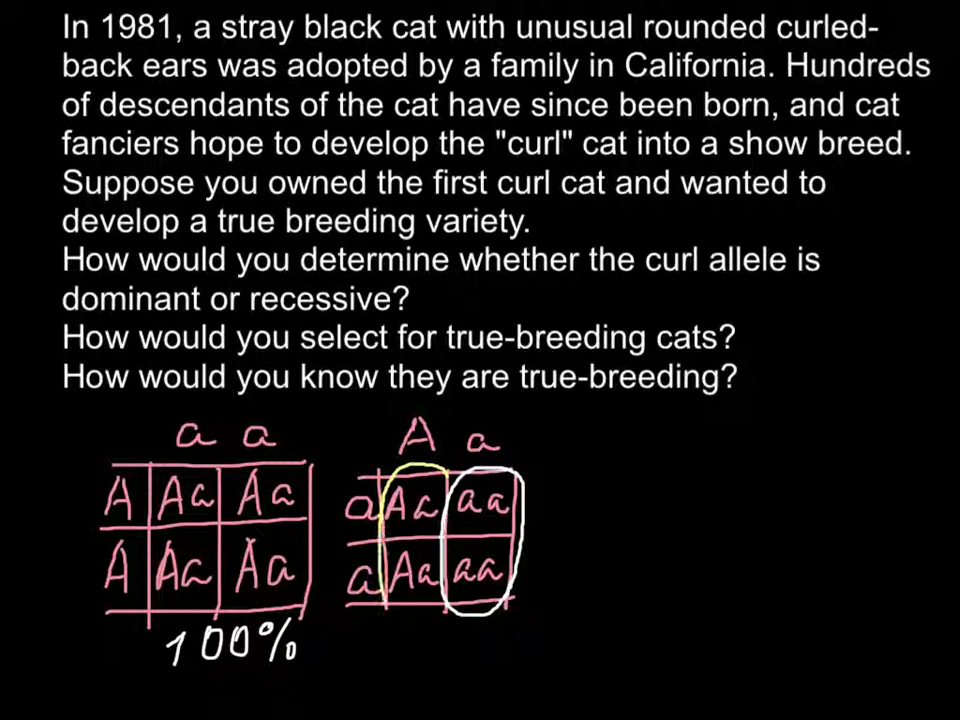 In 1981, a stray black cat with unusual rounded curled-
back ears was adopted by a family in California. Hundreds
of descendants of the cat have since been born, and cat
fanciers hope to develop the "curl" cat into a show breed.
Suppose you owned the first curl cat and wanted to
develop a true breeding variety.
How would you determine whether the curl allele is
dominant or recessive?
How would you select for true-breeding cats?
How would you know they are true-breeding?
a a A a
A Aa Aa a Aa aa
A Aa Aa a Aa aa
100%